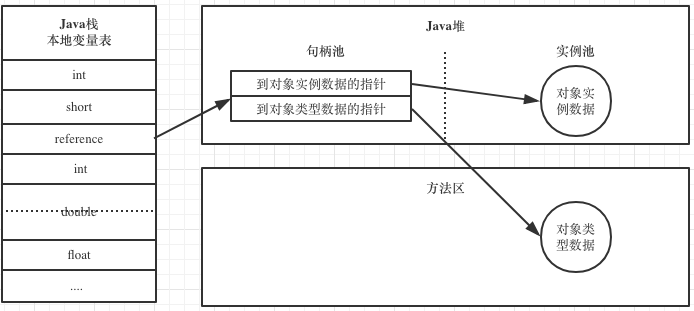 Java栈
本地变量表
int
short
reference
int
double
float
....
Java堆
句柄池
实例池
到对象实例数据的指针
到对象类型数据的指针
对象实
例数据
方法区
对象类
型数据